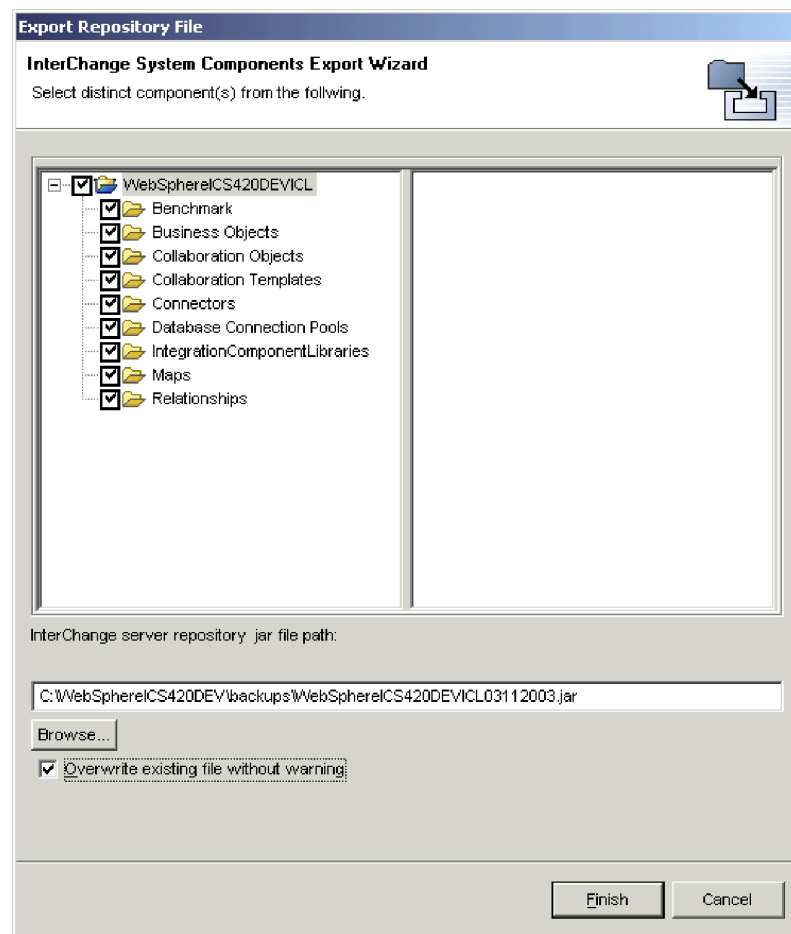 Export Repository File
InterChange System Components Export Wizard
Select distinct component(s) from the follwing.
WebSphereICS420DEVICL
Benchmark
Business Objects
Collaboration Objects
Collaboration Templates
Connectors
Database Connection Pools
IntegrationComponentLibraries
Maps
Relationships
InterChange server repository jar file path:
C:\WebSphereICS420DEV\backups\WebSphereICS420DEVICL03112003.jar
Browse...
Overwrite existing file without warning
Finish
Cancel